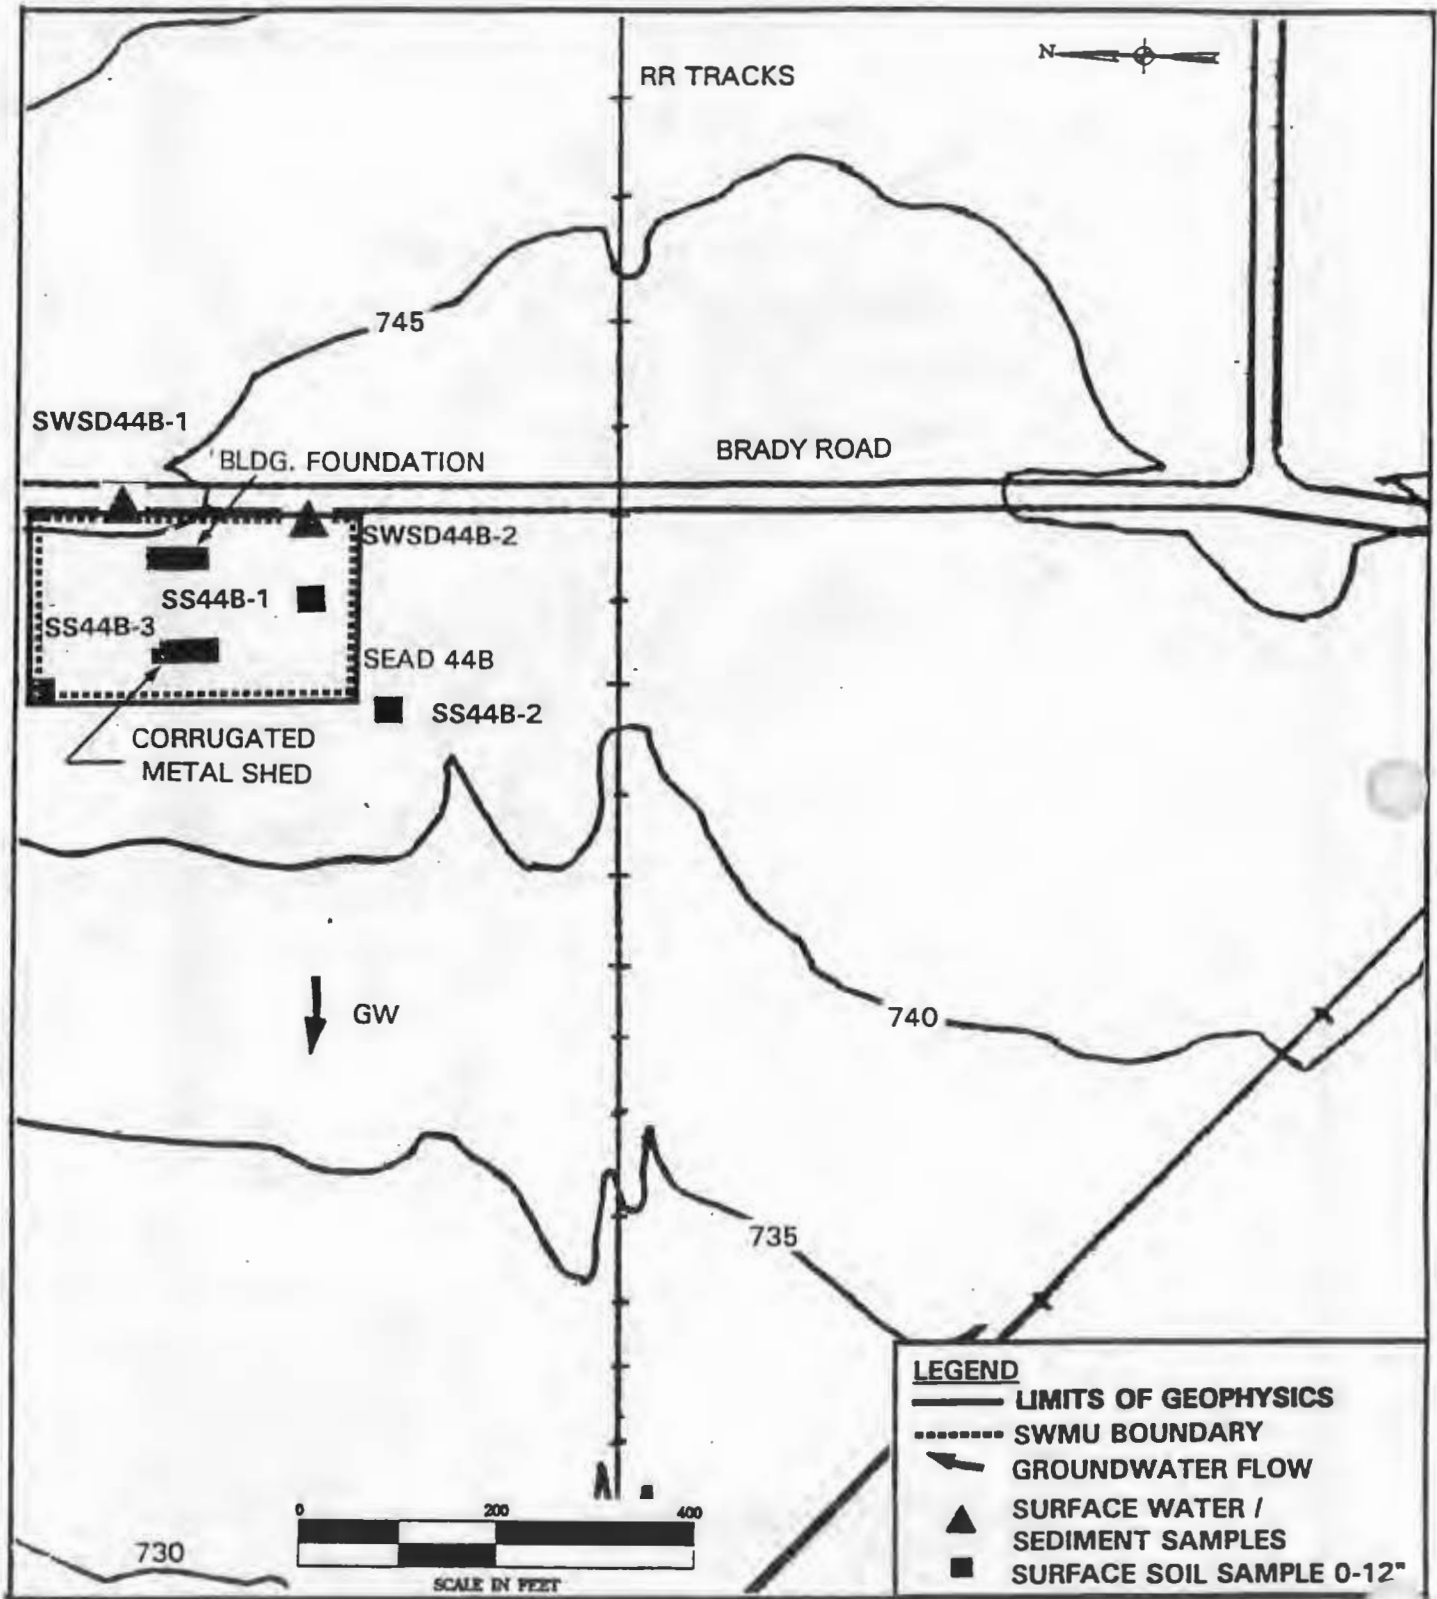 N
RR TRACKS
745
SWSD44B-1
BLDG. FOUNDATION
BRADY ROAD
SWSD44B-2
SS44B-1
SS44B-3
SEAD 44B
SS44B-2
CORRUGATED
METAL SHED
GW
740
735
730
0 200 400
SCALE IN FEET
LEGEND
LIMITS OF GEOPHYSICS
SWMU BOUNDARY
GROUNDWATER FLOW
SURFACE WATER /
SEDIMENT SAMPLES
SURFACE SOIL SAMPLE 0-12"